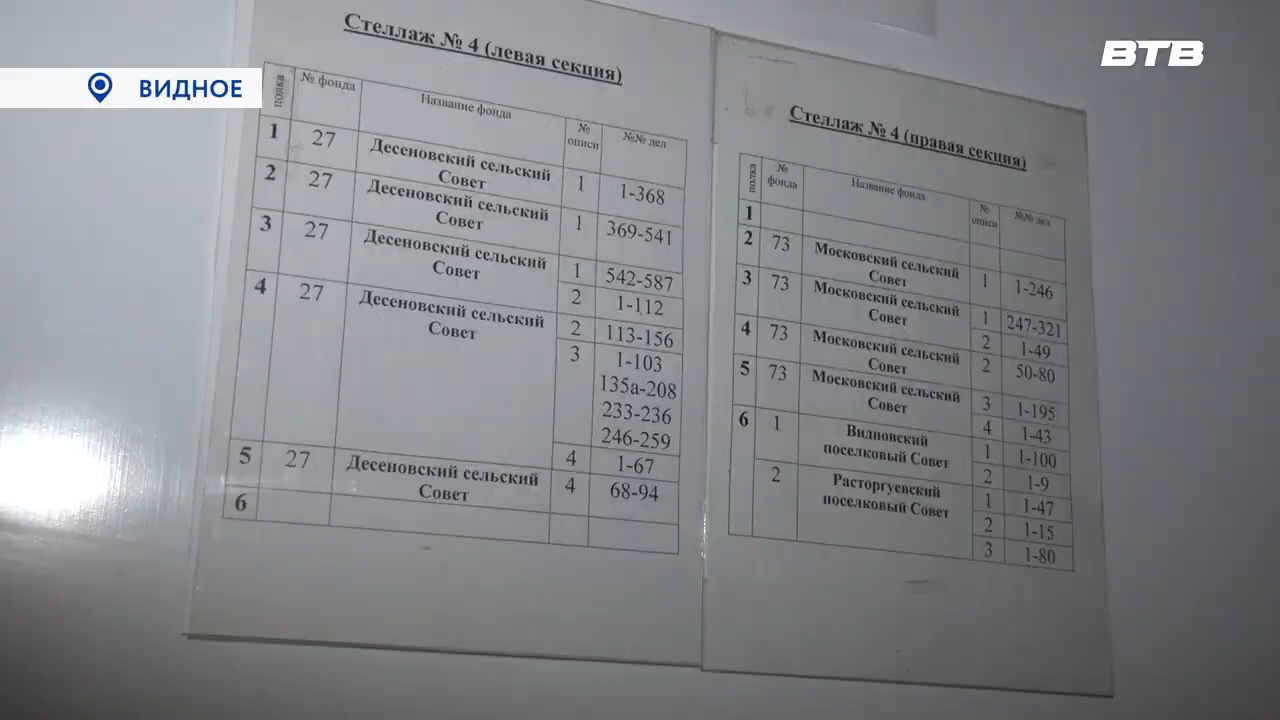 ВТВ
ВИДНОЕ
Стеллаж № 4 (левая секция)
полка № фонда Название фонда № описи №№ дел
1 27 Десеновский сельский Совет 1 1-368
2 27 Десеновский сельский Совет 1 369-541
3 27 Десеновский сельский Совет 1 542-587
2 1-112
4 27 Десеновский сельский Совет 2 113-156
3 1-103
135а-208
233-236
246-259
4 1-67
5 27 Десеновский сельский Совет 4 68-94
6
Стеллаж № 4 (правая секция)
полка № фонда Название фонда № описи №№ дел
1
2 73 Московский сельский Совет 1 1-246
3 73 Московский сельский Совет 1 247-321
2 1-49
4 73 Московский сельский Совет 2 50-80
5 73 Московский сельский Совет 3 1-195
4 1-43
6 1 Видновский поселковый Совет 1 1-100
2 1-9
2 Расторгуевский поселковый Совет 1 1-47
2 1-15
3 1-80